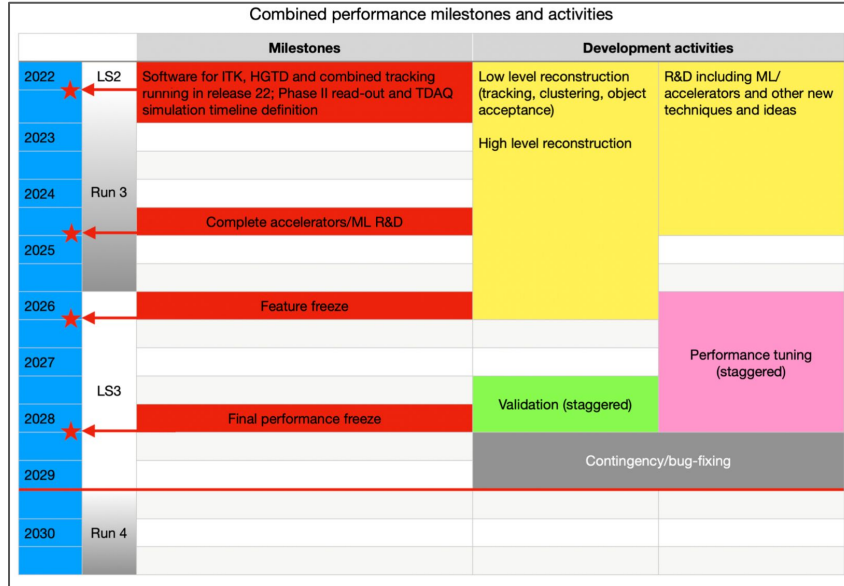 Combined performance milestones and activities
Milestones
Development activities
2022
LS2
Software for ITK, HGTD and combined tracking
running in release 22; Phase II read-out and TDAQ
simulation timeline definition
Low level reconstruction
(tracking, clustering, object
acceptance)
High level reconstruction
R&D including ML/
accelerators and other new
techniques and ideas
2023
2024
Run 3
Complete accelerators/ML R&D
2025
2026
Feature freeze
Performance tuning
(staggered)
2027
LS3
Validation (staggered)
2028
Final performance freeze
Contingency/bug-fixing
2029
2030
Run 4